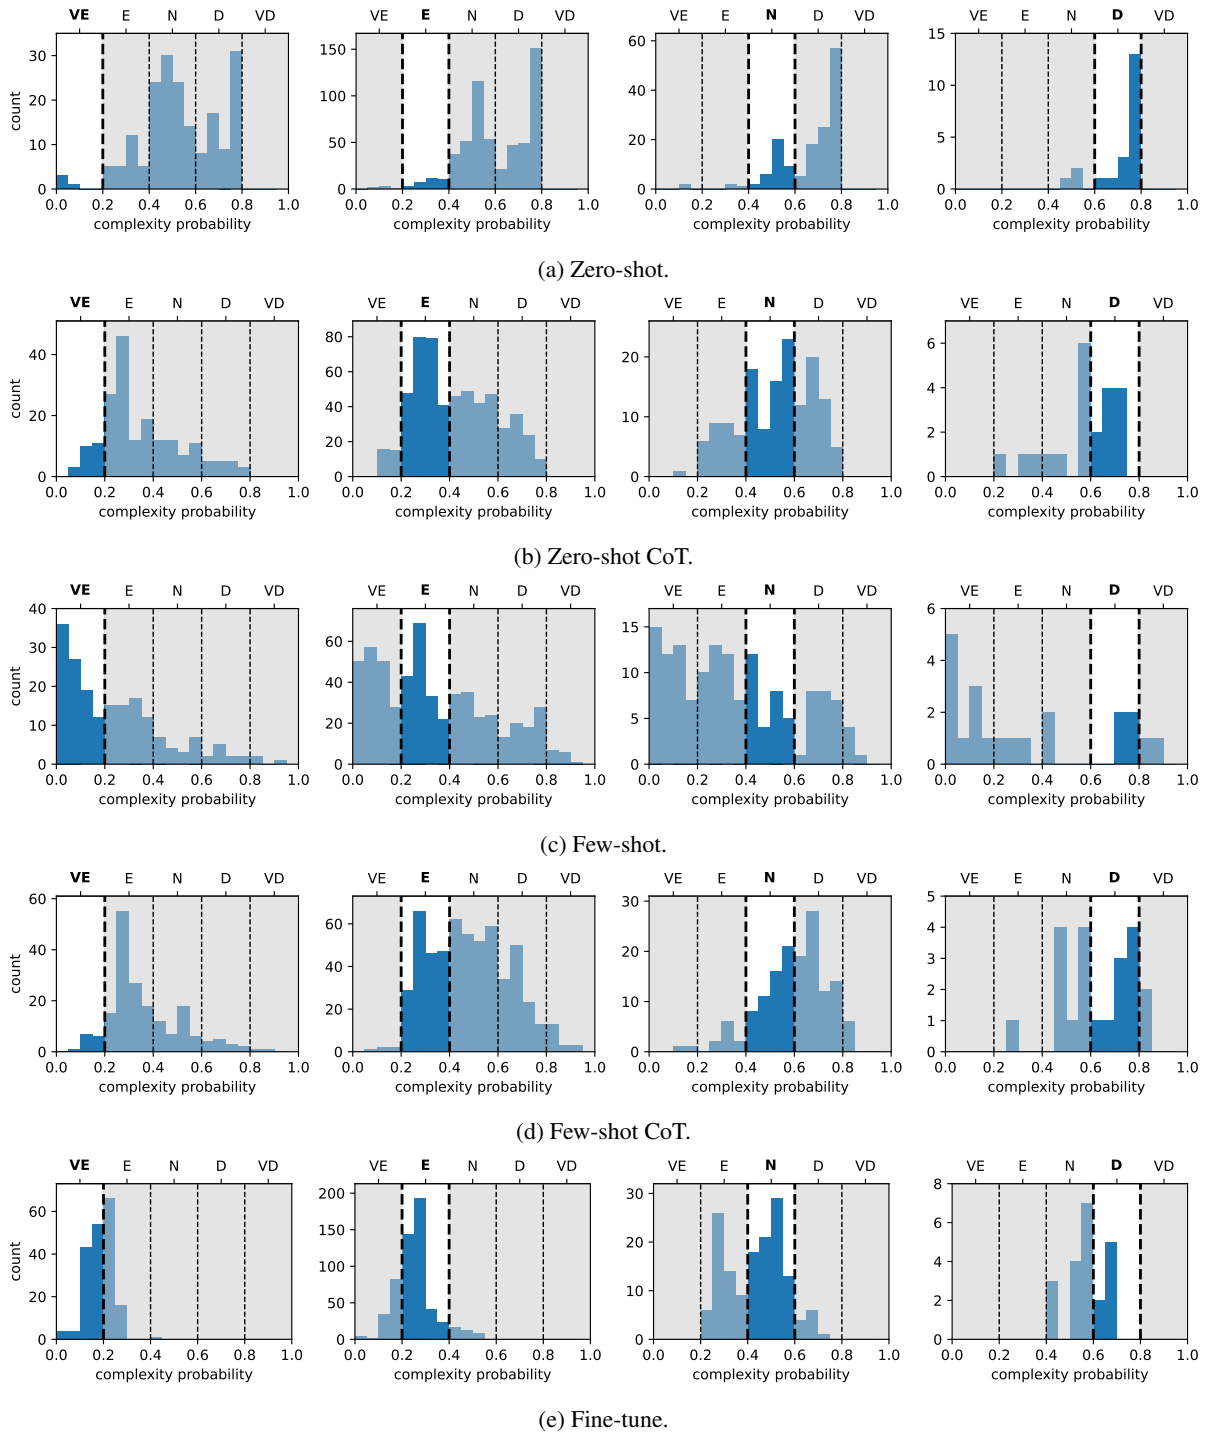 VE E N D VD VE E N D VD VE E N D VD VE E N D VD
30 20 10 0 count
150 100 50 0
60 40 20 0
15 10 5 0
0.0 0.2 0.4 0.6 0.8 1.0 0.0 0.2 0.4 0.6 0.8 1.0 0.0 0.2 0.4 0.6 0.8 1.0 0.0 0.2 0.4 0.6 0.8 1.0
complexity probability complexity probability complexity probability complexity probability
(a) Zero-shot.
VE E N D VD VE E N D VD VE E N D VD VE E N D VD
40 20 0 count
80 60 40 20 0
20 10 0
6 4 2 0
0.0 0.2 0.4 0.6 0.8 1.0 0.0 0.2 0.4 0.6 0.8 1.0 0.0 0.2 0.4 0.6 0.8 1.0 0.0 0.2 0.4 0.6 0.8 1.0
complexity probability complexity probability complexity probability complexity probability
(b) Zero-shot CoT.
VE E N D VD VE E N D VD VE E N D VD VE E N D VD
40 30 20 10 0 count
60 40 20 0
15 10 5 0
6 4 2 0
0.0 0.2 0.4 0.6 0.8 1.0 0.0 0.2 0.4 0.6 0.8 1.0 0.0 0.2 0.4 0.6 0.8 1.0 0.0 0.2 0.4 0.6 0.8 1.0
complexity probability complexity probability complexity probability complexity probability
(c) Few-shot.
VE E N D VD VE E N D VD VE E N D VD VE E N D VD
60 40 20 0 count
60 40 20 0
30 20 10 0
5 4 3 2 1 0
0.0 0.2 0.4 0.6 0.8 1.0 0.0 0.2 0.4 0.6 0.8 1.0 0.0 0.2 0.4 0.6 0.8 1.0 0.0 0.2 0.4 0.6 0.8 1.0
complexity probability complexity probability complexity probability complexity probability
(d) Few-shot CoT.
VE E N D VD VE E N D VD VE E N D VD VE E N D VD
60 40 20 0 count
200 150 100 50 0
30 20 10 0
8 6 4 2 0
0.0 0.2 0.4 0.6 0.8 1.0 0.0 0.2 0.4 0.6 0.8 1.0 0.0 0.2 0.4 0.6 0.8 1.0 0.0 0.2 0.4 0.6 0.8 1.0
complexity probability complexity probability complexity probability complexity probability
(e) Fine-tune.